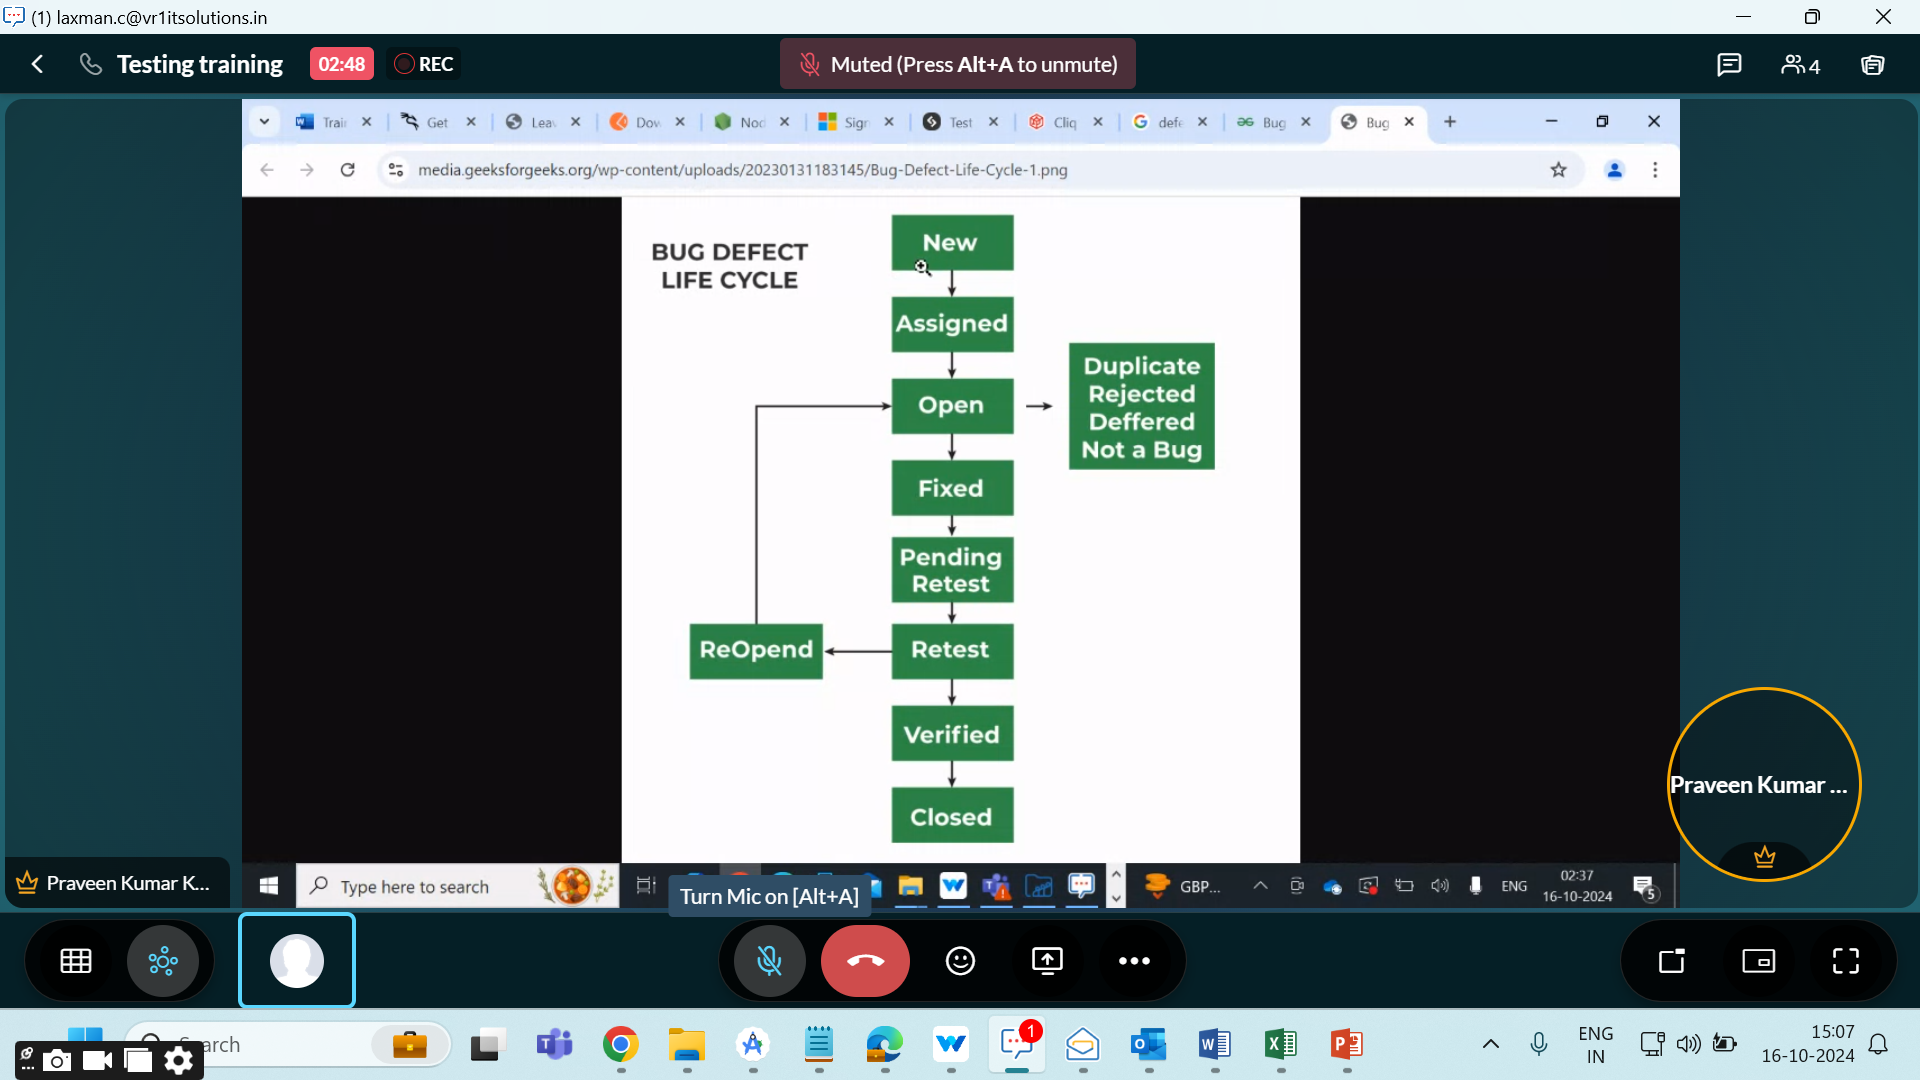 (1) laxman.c@vr1itsolutions.in
Testing training
02:48
REC
Muted (Press Alt+A to unmute)
4
Trai
Get
Lea
Dov
Nod
Sign
Test
Cliq
defe
Bug
Bug
media.geeksforgeeks.org/wp-content/uploads/20230131183145/Bug-Defect-Life-Cycle-1.png
BUG DEFECT
LIFE CYCLE
New
Assigned
Open
Duplicate
Rejected
Deffered
Not a Bug
Fixed
Pending
Retest
ReOpend
Retest
Verified
Closed
Praveen Kumar ...
Praveen Kumar K...
Type here to search
Turn Mic on [Alt+A]
GBP...
ENG
02:37
16-10-2024
5
arch
1
ENG
IN
15:07
16-10-2024